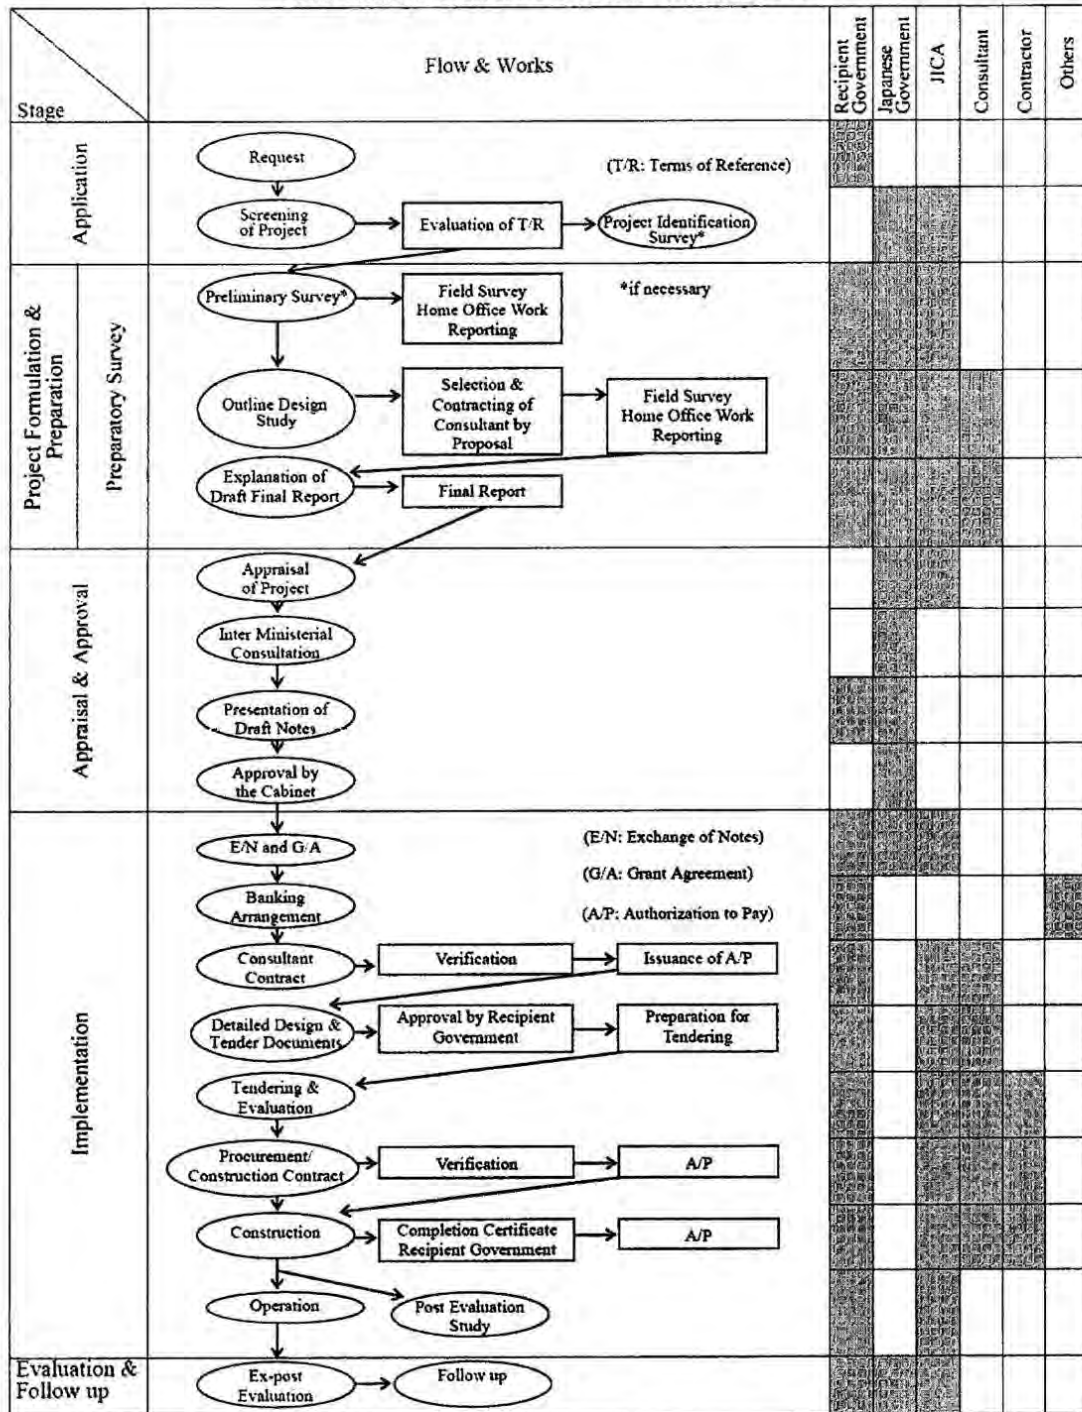 Stage
Flow & Works
Recipient
Government
Japanese
Government
JICA
Consultant
Contractor
Others
Application
Request
(T/R: Terms of Reference)
Screening
of Project
Evaluation of T/R
Project Identification
Survey*
Project Formulation &
Preparation
Preparatory Survey
Preliminary Survey*
Field Survey
Home Office Work
Reporting
*if necessary
Outline Design
Study
Selection &
Contracting of
Consultant by
Proposal
Field Survey
Home Office Work
Reporting
Explanation of
Draft Final Report
Final Report
Appraisal & Approval
Appraisal
of Project
Inter Ministerial
Consultation
Presentation of
Draft Notes
Approval by
the Cabinet
Implementation
E/N and G/A
(E/N: Exchange of Notes)
(G/A: Grant Agreement)
Banking
Arrangement
(A/P: Authorization to Pay)
Consultant
Contract
Verification
Issuance of A/P
Detailed Design &
Tender Documents
Approval by Recipient
Government
Preparation for
Tendering
Tendering &
Evaluation
Procurement/
Construction Contract
Verification
A/P
Construction
Completion Certificate
Recipient Government
A/P
Operation
Post Evaluation
Study
Evaluation &
Follow up
Ex-post
Evaluation
Follow up